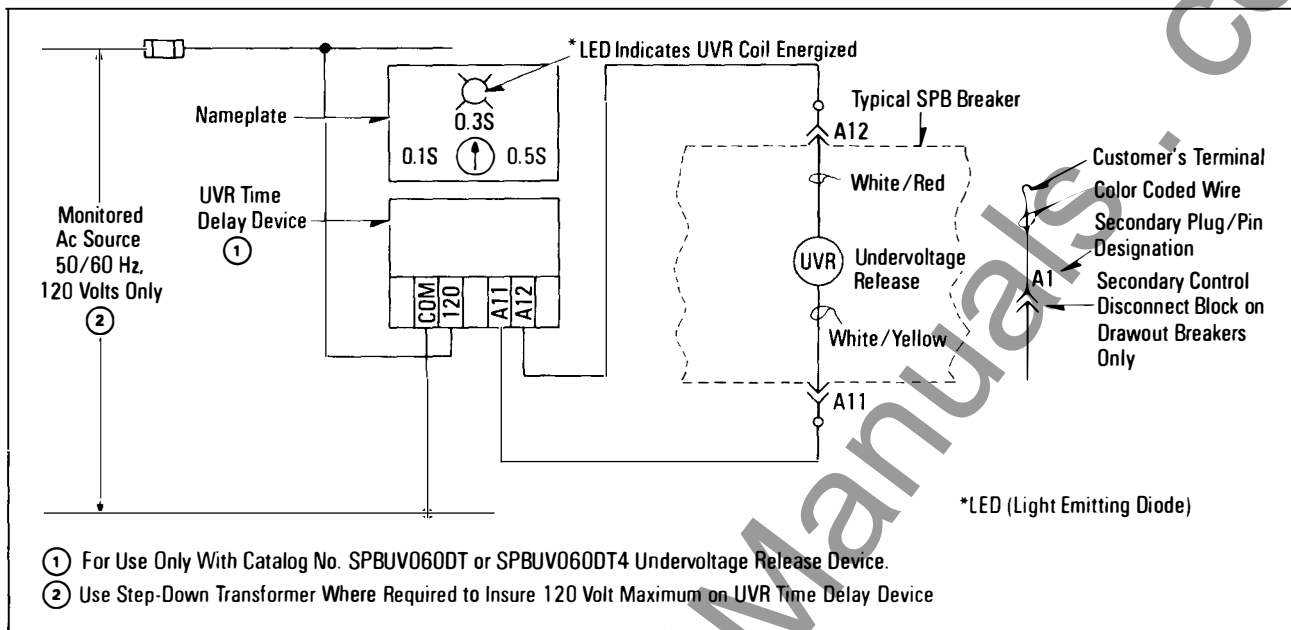 *LED Indicates UVR Coil Energized
Nameplate
0.3S
0.1S
0.5S
UVR Time
Delay Device
1
COM
120
A11
A12
Monitored
Ac Source
50/60 Hz,
120 Volts Only
2
Typical SPB Breaker
A12
White/Red
UVR
Undervoltage
Release
White/Yellow
A11
Customer's Terminal
Color Coded Wire
Secondary Plug/Pin
Designation
A1
Secondary Control
Disconnect Block on
Drawout Breakers
Only
*LED (Light Emitting Diode)
1 For Use Only With Catalog No. SPBUV060DT or SPBUV060DT4 Undervoltage Release Device.
2 Use Step-Down Transformer Where Required to Insure 120 Volt Maximum on UVR Time Delay Device
Manuals . co